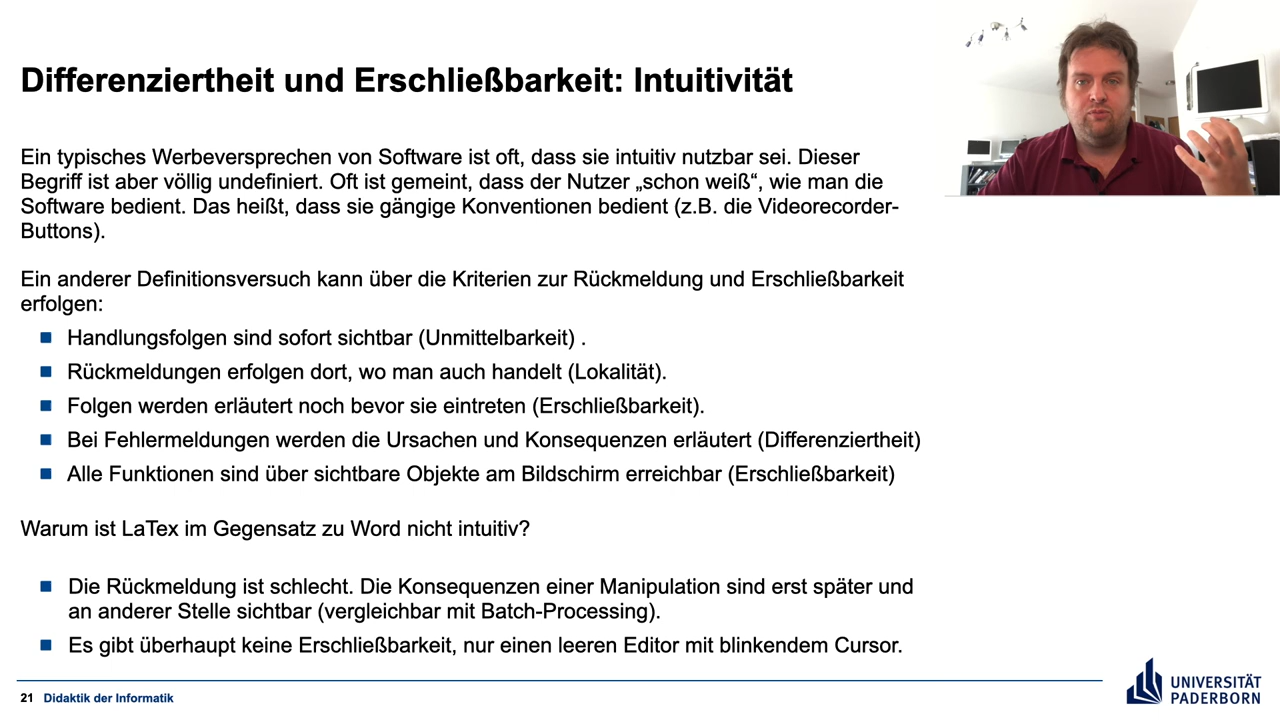 Differenziertheit und Erschließbarkeit: Intuitivität
Ein typisches Werbeversprechen von Software ist oft, dass sie intuitiv nutzbar sei. Dieser
Begriff ist aber völlig undefiniert. Oft ist gemeint, dass der Nutzer „schon weiß“, wie man die
Software bedient. Das heißt, dass sie gängige Konventionen bedient (z.B. die Videorecorder-
Buttons).
Ein anderer Definitionsversuch kann über die Kriterien zur Rückmeldung und Erschließbarkeit
erfolgen:
Handlungsfolgen sind sofort sichtbar (Unmittelbarkeit) .
Rückmeldungen erfolgen dort, wo man auch handelt (Lokalität).
Folgen werden erläutert noch bevor sie eintreten (Erschließbarkeit).
Bei Fehlermeldungen werden die Ursachen und Konsequenzen erläutert (Differenziertheit)
Alle Funktionen sind über sichtbare Objekte am Bildschirm erreichbar (Erschließbarkeit)
Warum ist LaTex im Gegensatz zu Word nicht intuitiv?
Die Rückmeldung ist schlecht. Die Konsequenzen einer Manipulation sind erst später und
an anderer Stelle sichtbar (vergleichbar mit Batch-Processing).
Es gibt überhaupt keine Erschließbarkeit, nur einen leeren Editor mit blinkendem Cursor.
21 Didaktik der Informatik
UNIVERSITÄT
PADERBORN